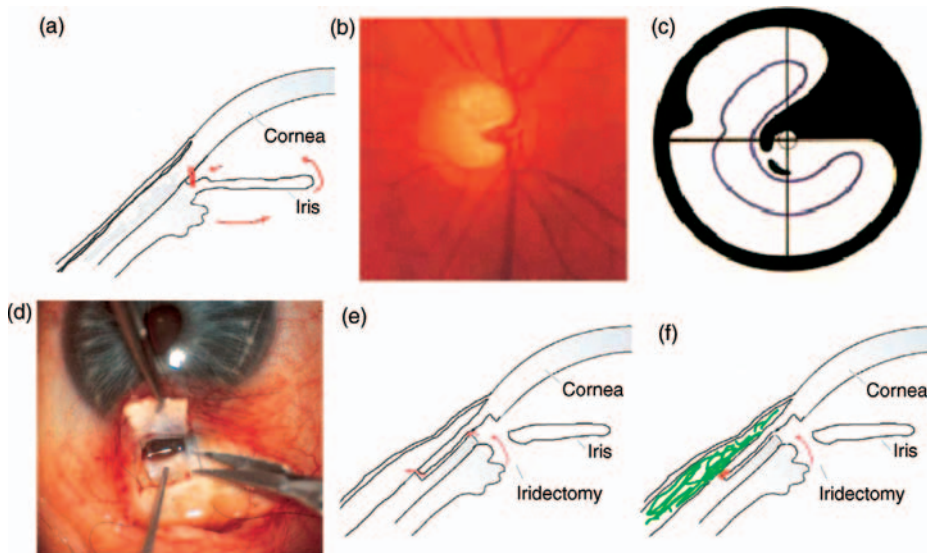 (a)
Cornea
Iris
(b)
(c)
(d)
(e)
Cornea
Iris
Iridectomy
(f)
Cornea
Iris
Iridectomy